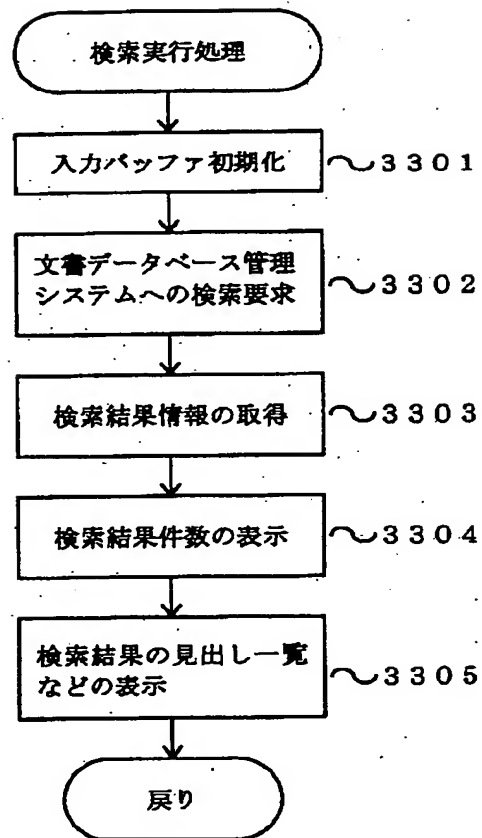 検索実行処理
入力バッファ初期化 ~3301
文書データベース管理
システムへの検索要求 ~3302
検索結果情報の取得 ~3303
検索結果件数の表示 ~3304
検索結果の見出し一覧
などの表示 ~3305
戻り